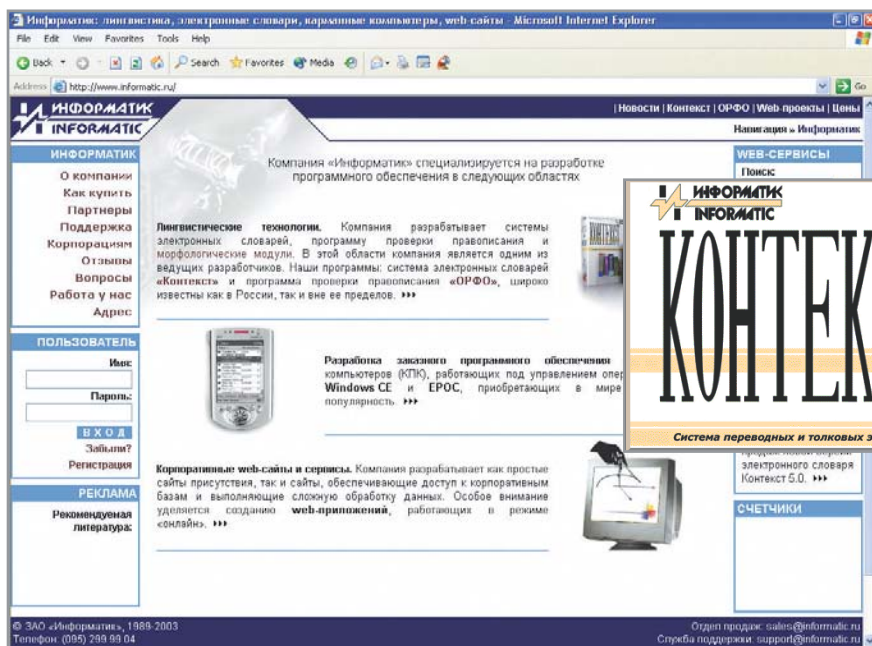 Информатик: лингвистика, электронные словари, карманные компьютеры, web-сайты - Microsoft Internet Explorer
File Edit View Favorites Tools Help
Back Search Favorites Media
Address http://www.informatic.ru/ Go
ИНФОРМАТИК
INFORMATIC
| Новости | Контекст | ОРФО | Web-проекты | Цены
Навигация » Информатик
ИНФОРМАТИК
О компании
Как купить
Партнеры
Поддержка
Корпорациям
Отзывы
Вопросы
Работа у нас
Адрес
ПОЛЬЗОВАТЕЛЬ
Имя:
Пароль:
ВХОД
Забыли?
Регистрация
РЕКЛАМА
Рекомендуемая
литература:
Компания «Информатик» специализируется на разработке
программного обеспечения в следующих областях
Лингвистические технологии. Компания разрабатывает системы
электронных словарей, программу проверки правописания и
морфологические модули. В этой области компания является одним из
ведущих разработчиков. Наши программы: система электронных словарей
«Контекст» и программа проверки правописания «ОРФО», широко
известны как в России, так и вне ее пределов.
КОНТЕКСТ
Разработка заказного программного обеспечения
компьютеров (КПК), работающих под управлением опер
Windows CE и EPOC, приобретающих в мире
популярность.
Корпоративные web-сайты и сервисы. Компания разрабатывает как простые
сайты присутствия, так и сайты, обеспечивающие доступ к корпоративным
базам и выполняющие сложную обработку данных. Особое внимание
уделяется созданию web-приложений, работающих в режиме
«онлайн».
WEB-СЕРВИСЫ
Поиск:
ИНФОРМАТИК
INFORMATIC
КОНТЕК
Система переводных и толковых э
продаж новой версии
электронного словаря
Контекст 5.0.
СЧЕТЧИКИ
© ЗАО «Информатик», 1989-2003
Телефон: (095) 299 99 04
Отдел продаж: sales@informatic.ru
Служба поддержки: support@informatic.ru